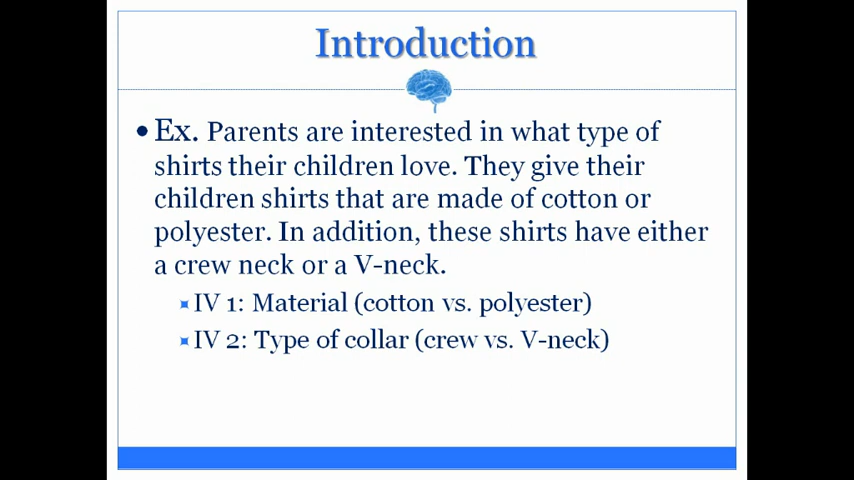 Introduction
• Ex. Parents are interested in what type of
shirts their children love. They give their
children shirts that are made of cotton or
polyester. In addition, these shirts have either
a crew neck or a V-neck.
IV 1: Material (cotton vs. polyester)
IV 2: Type of collar (crew vs. V-neck)